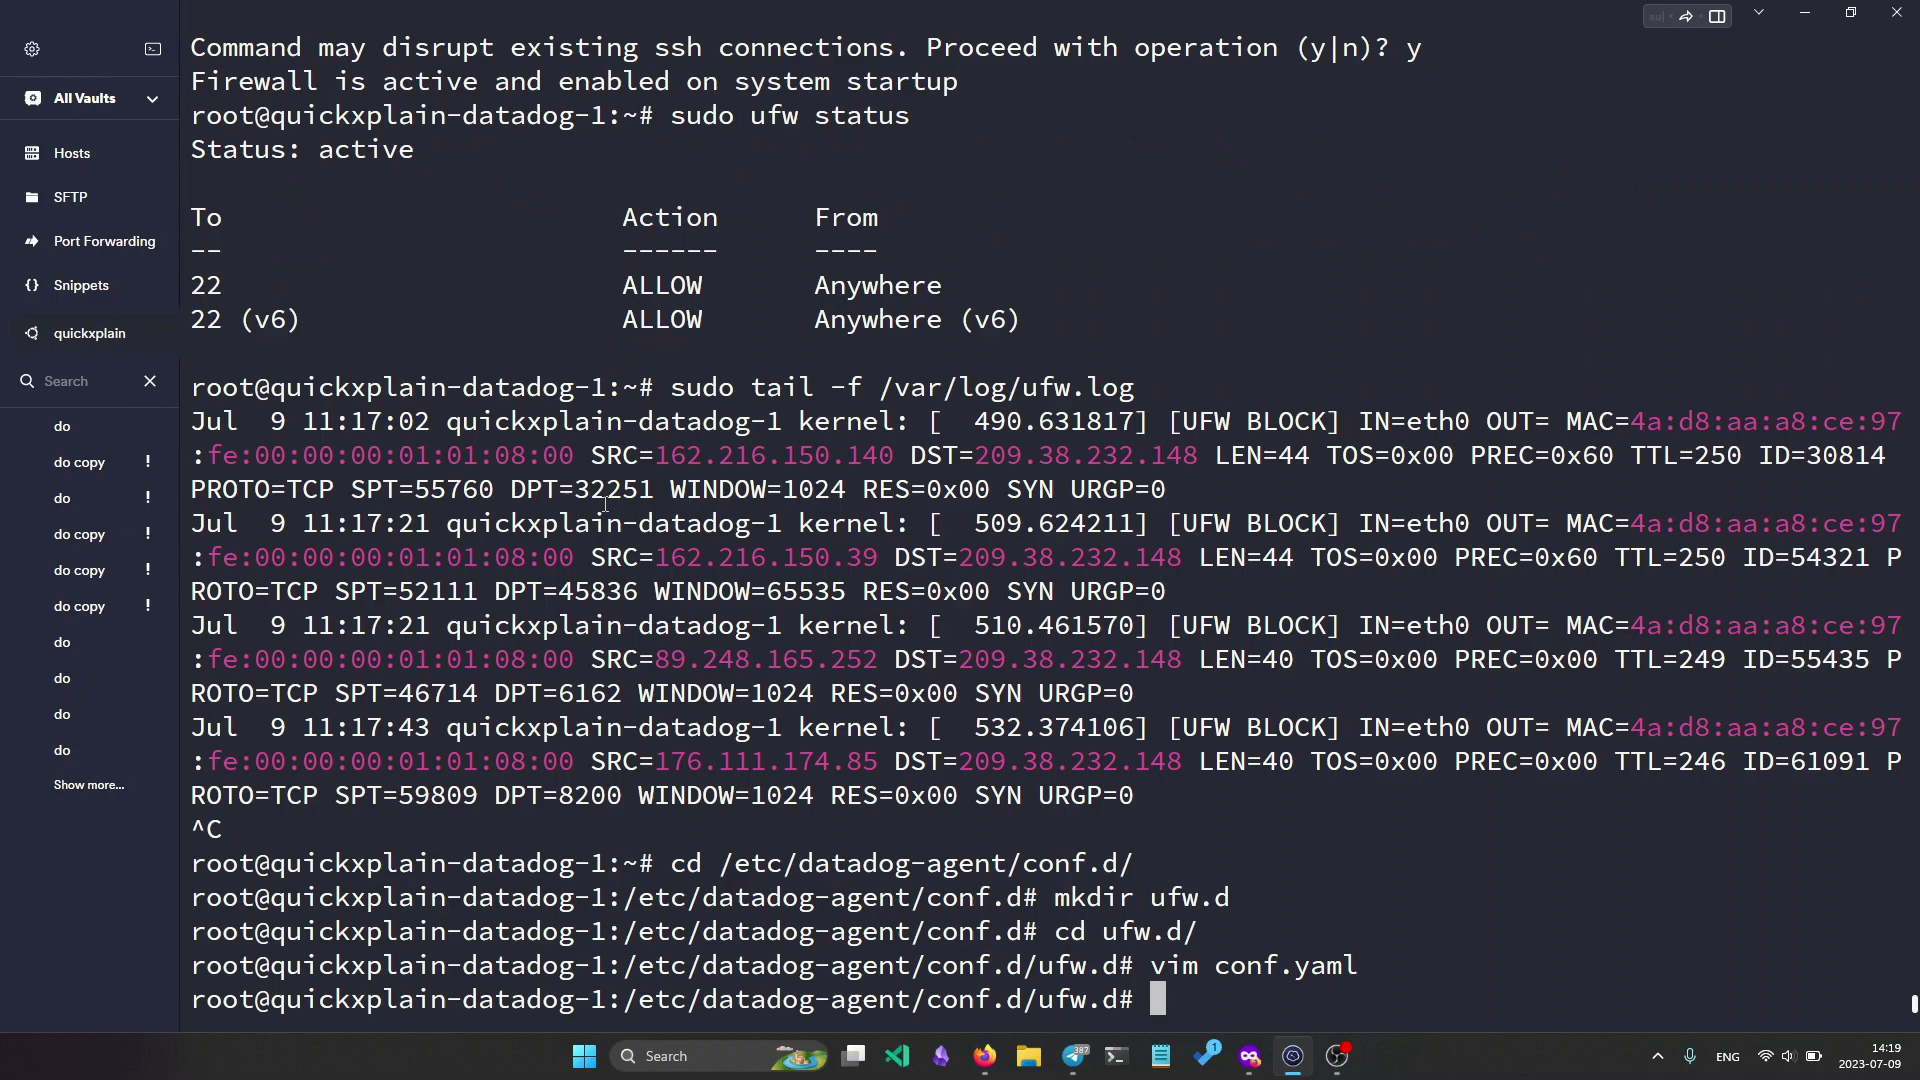 Command may disrupt existing ssh connections. Proceed with operation (y|n)? y
Firewall is active and enabled on system startup
root@quickxplain-datadog-1:~# sudo ufw status
Status: active
To Action From
-- ------ ----
22 ALLOW Anywhere
22 (v6) ALLOW Anywhere (v6)
root@quickxplain-datadog-1:~# sudo tail -f /var/log/ufw.log
Jul  9 11:17:02 quickxplain-datadog-1 kernel: [  490.631817] [UFW BLOCK] IN=eth0 OUT= MAC=4a:d8:aa:a8:ce:97
:fe:00:00:00:01:01:08:00 SRC=162.216.150.140 DST=209.38.232.148 LEN=44 TOS=0x00 PREC=0x60 TTL=250 ID=30814
PROTO=TCP SPT=55760 DPT=32251 WINDOW=1024 RES=0x00 SYN URGP=0
Jul  9 11:17:21 quickxplain-datadog-1 kernel: [  509.624211] [UFW BLOCK] IN=eth0 OUT= MAC=4a:d8:aa:a8:ce:97
:fe:00:00:00:01:01:08:00 SRC=162.216.150.39 DST=209.38.232.148 LEN=44 TOS=0x00 PREC=0x60 TTL=250 ID=54321 P
ROTO=TCP SPT=52111 DPT=45836 WINDOW=65535 RES=0x00 SYN URGP=0
Jul  9 11:17:21 quickxplain-datadog-1 kernel: [  510.461570] [UFW BLOCK] IN=eth0 OUT= MAC=4a:d8:aa:a8:ce:97
:fe:00:00:00:01:01:08:00 SRC=89.248.165.252 DST=209.38.232.148 LEN=40 TOS=0x00 PREC=0x00 TTL=249 ID=55435 P
ROTO=TCP SPT=46714 DPT=6162 WINDOW=1024 RES=0x00 SYN URGP=0
Jul  9 11:17:43 quickxplain-datadog-1 kernel: [  532.374106] [UFW BLOCK] IN=eth0 OUT= MAC=4a:d8:aa:a8:ce:97
:fe:00:00:00:01:01:08:00 SRC=176.111.174.85 DST=209.38.232.148 LEN=40 TOS=0x00 PREC=0x00 TTL=246 ID=61091 P
ROTO=TCP SPT=59809 DPT=8200 WINDOW=1024 RES=0x00 SYN URGP=0
^C
root@quickxplain-datadog-1:~# cd /etc/datadog-agent/conf.d/
root@quickxplain-datadog-1:/etc/datadog-agent/conf.d# mkdir ufw.d
root@quickxplain-datadog-1:/etc/datadog-agent/conf.d# cd ufw.d/
root@quickxplain-datadog-1:/etc/datadog-agent/conf.d/ufw.d# vim conf.yaml
root@quickxplain-datadog-1:/etc/datadog-agent/conf.d/ufw.d#
All Vaults
Hosts
SFTP
Port Forwarding
Snippets
quickxplain
Search
do
do copy !
do !
do copy !
do copy !
do copy !
do
do
do
do
Show more...
Search
387
1
ENG
14:19
2023-07-09